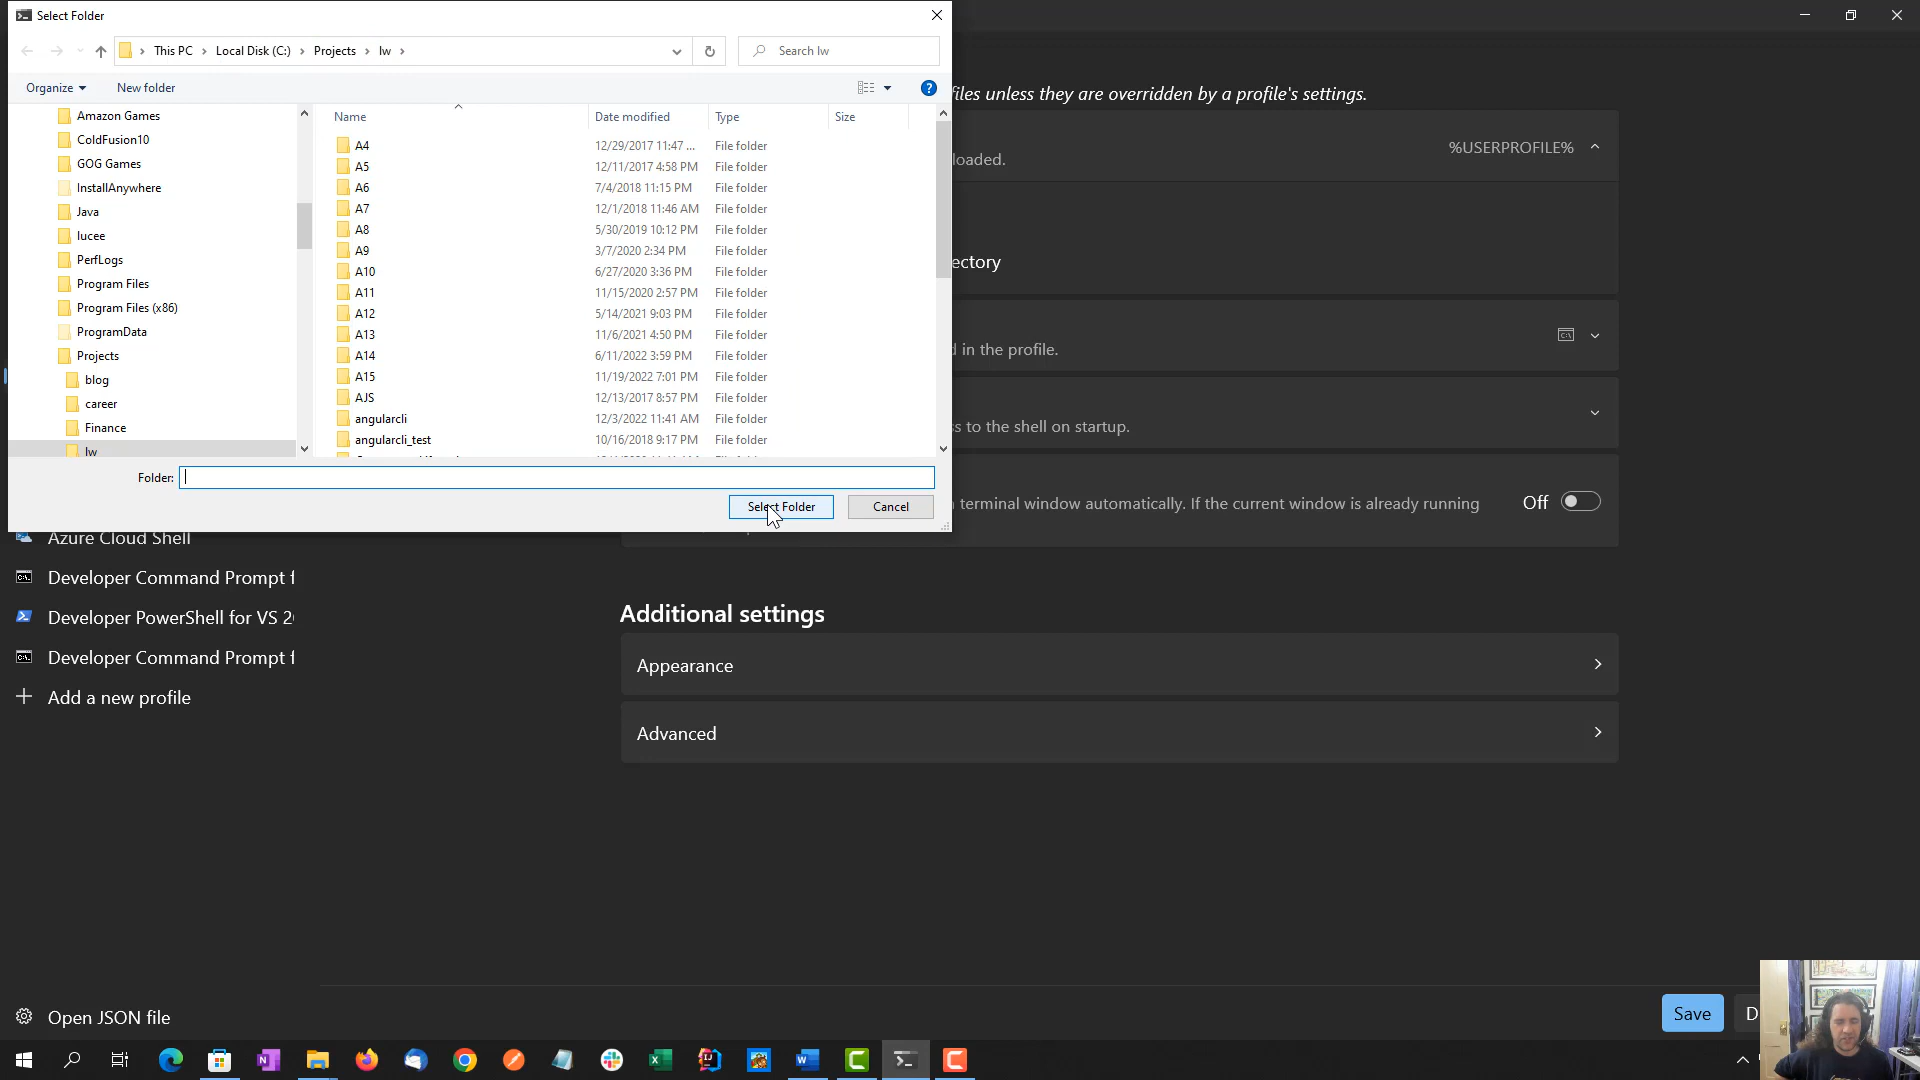 Select Folder
This PC
Local Disk (C:)
Projects
lw
Search lw
Organize
New folder
Amazon Games
ColdFusion10
GOG Games
InstallAnywhere
Java
lucee
PerfLogs
Program Files
Program Files (x86)
ProgramData
Projects
blog
career
Finance
lw
Name Date modified Type Size
A4 12/29/2017 11:47 ... File folder
A5 12/11/2017 4:58 PM File folder
A6 7/4/2018 11:15 PM File folder
A7 12/1/2018 11:46 AM File folder
A8 5/30/2019 10:12 PM File folder
A9 3/7/2020 2:34 PM File folder
A10 6/27/2020 3:36 PM File folder
A11 11/15/2020 2:57 PM File folder
A12 5/14/2021 9:03 PM File folder
A13 11/6/2021 4:50 PM File folder
A14 6/11/2022 3:59 PM File folder
A15 11/19/2022 7:01 PM File folder
AJS 12/13/2017 8:57 PM File folder
angularcli 12/3/2022 11:41 AM File folder
angularcli_test 10/16/2018 9:17 PM File folder
Folder:
Select Folder
Cancel
files unless they are overridden by a profile's settings.
%USERPROFILE%
loaded.
ectory
d in the profile.
ss to the shell on startup.
terminal window automatically. If the current window is already running
Off
Azure Cloud Shell
Developer Command Prompt f
Developer PowerShell for VS 20
Developer Command Prompt f
Add a new profile
Additional settings
Appearance
Advanced
Open JSON file
Save
D